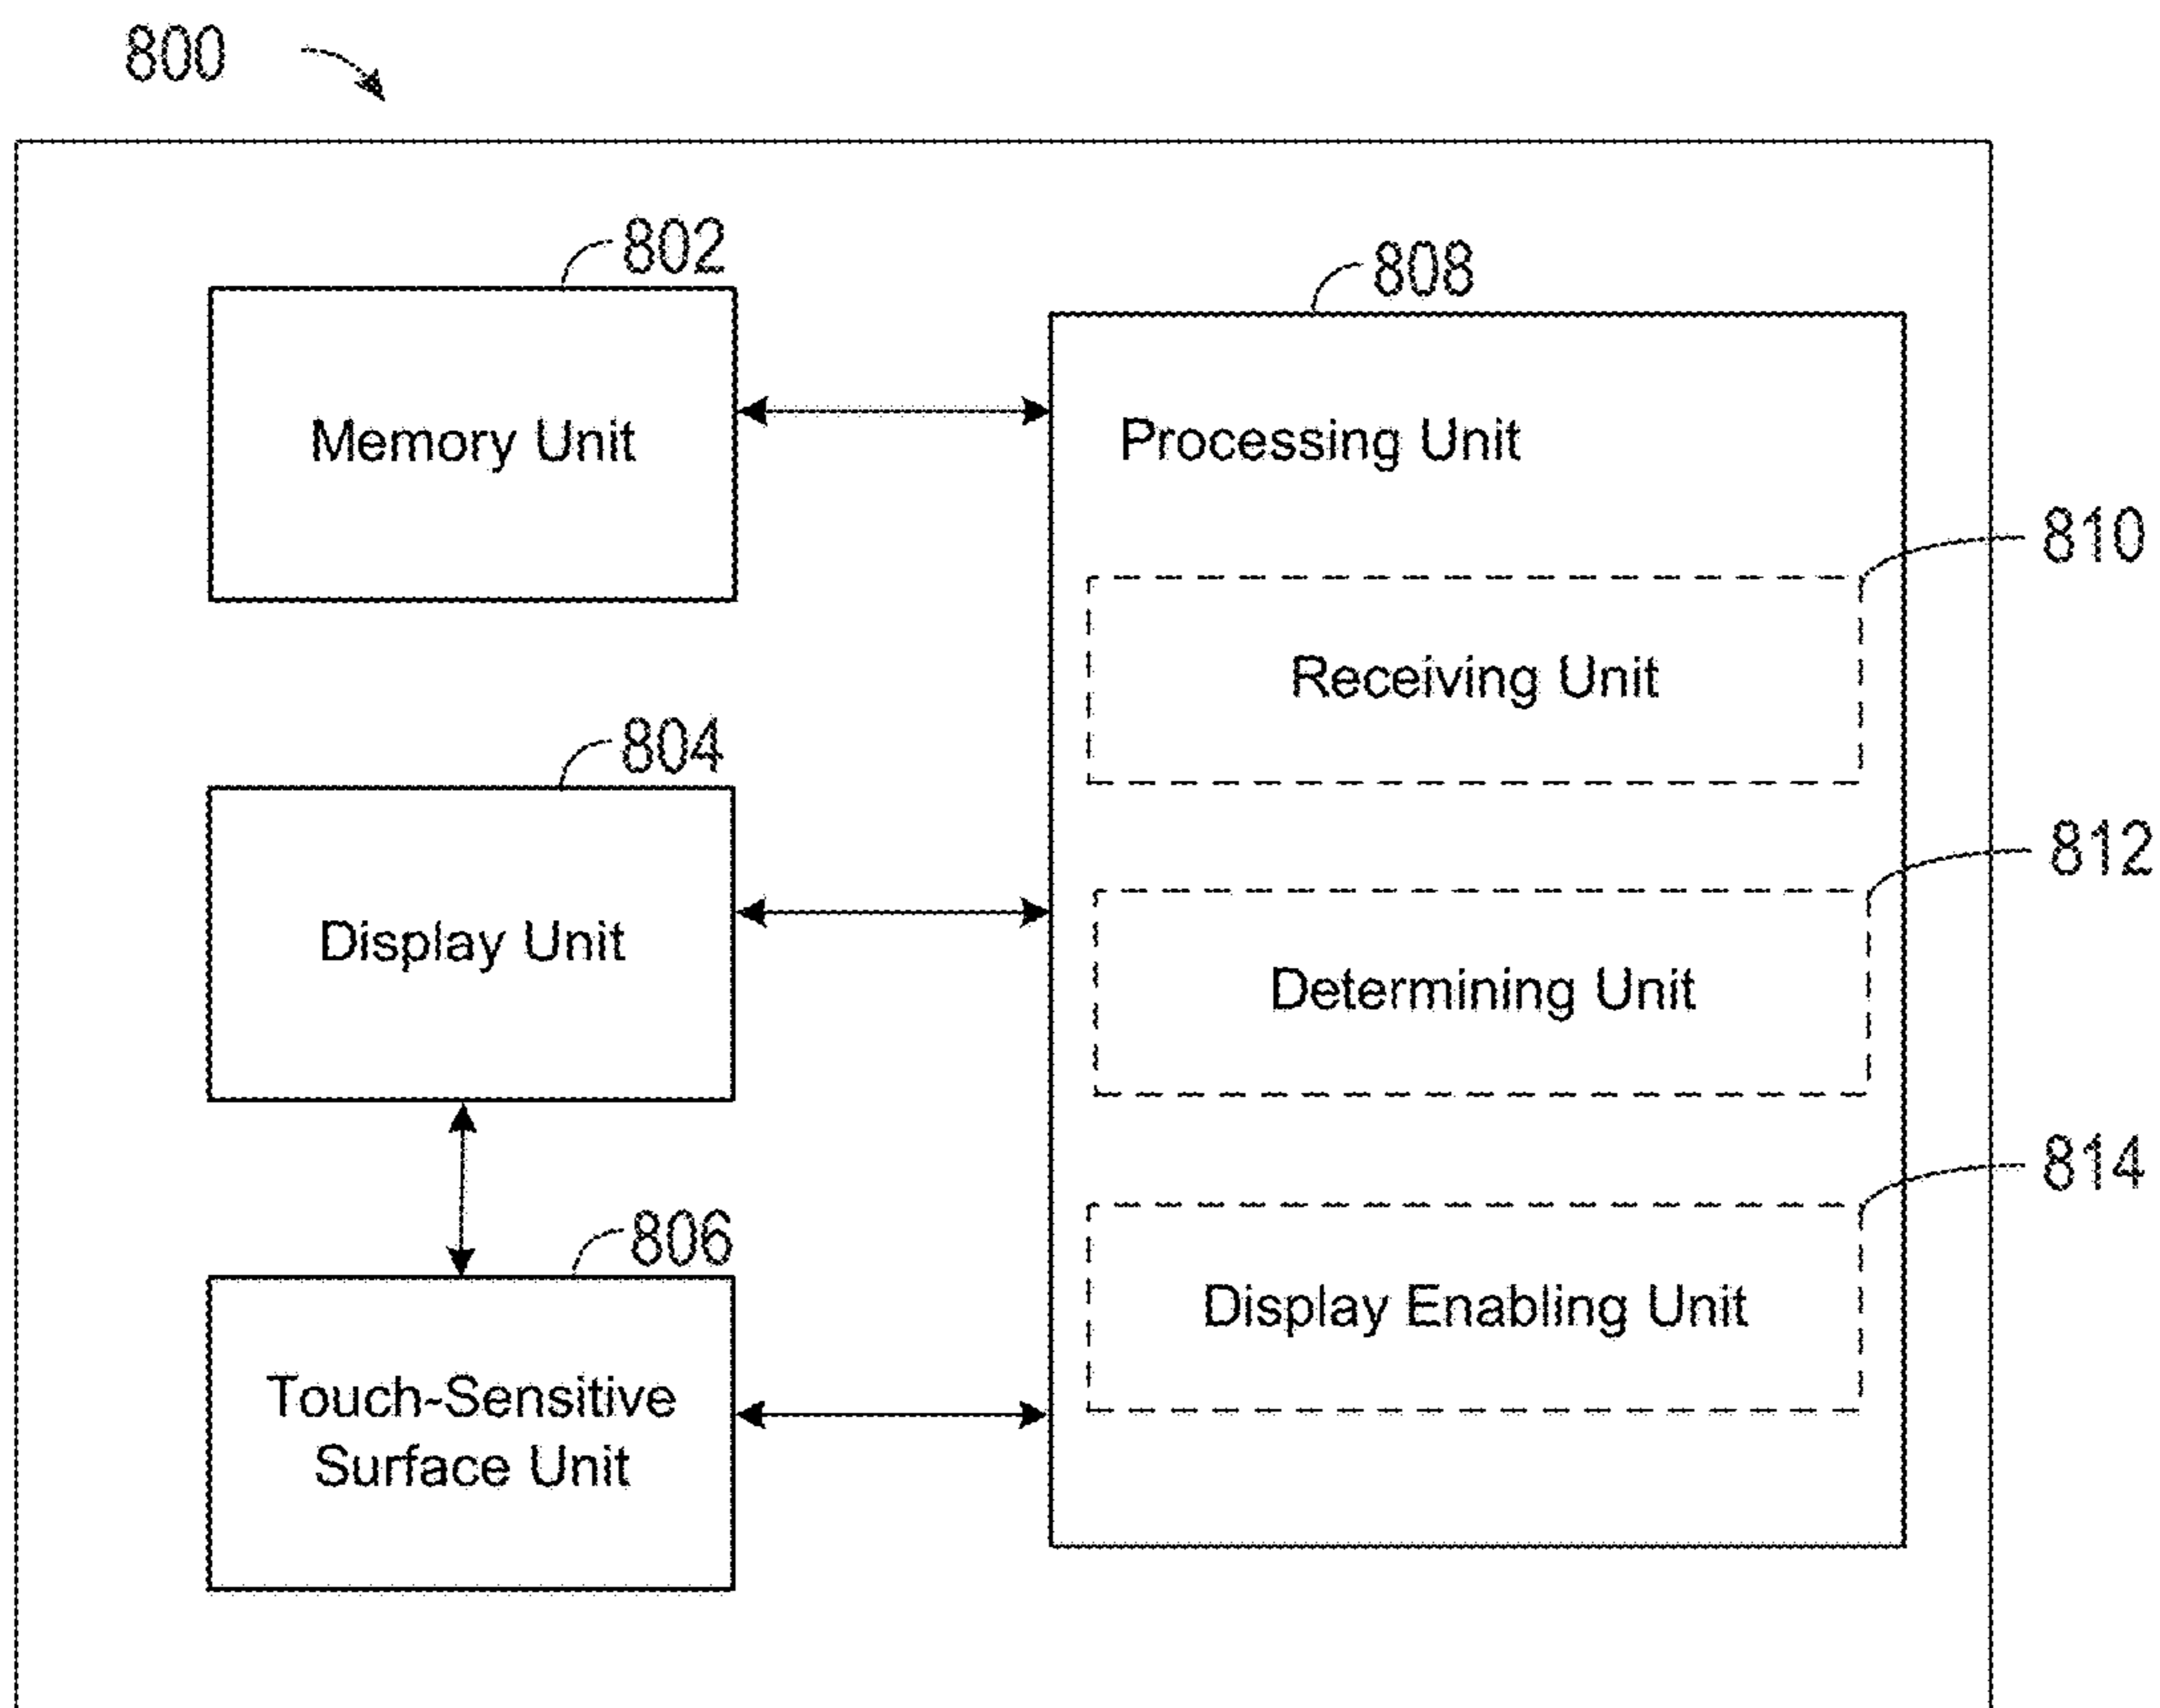 800
802
Memory Unit
808
Processing Unit
810
Receiving Unit
804
Display Unit
812
Determining Unit
806
Touch-Sensitive
Surface Unit
814
Display Enabling Unit